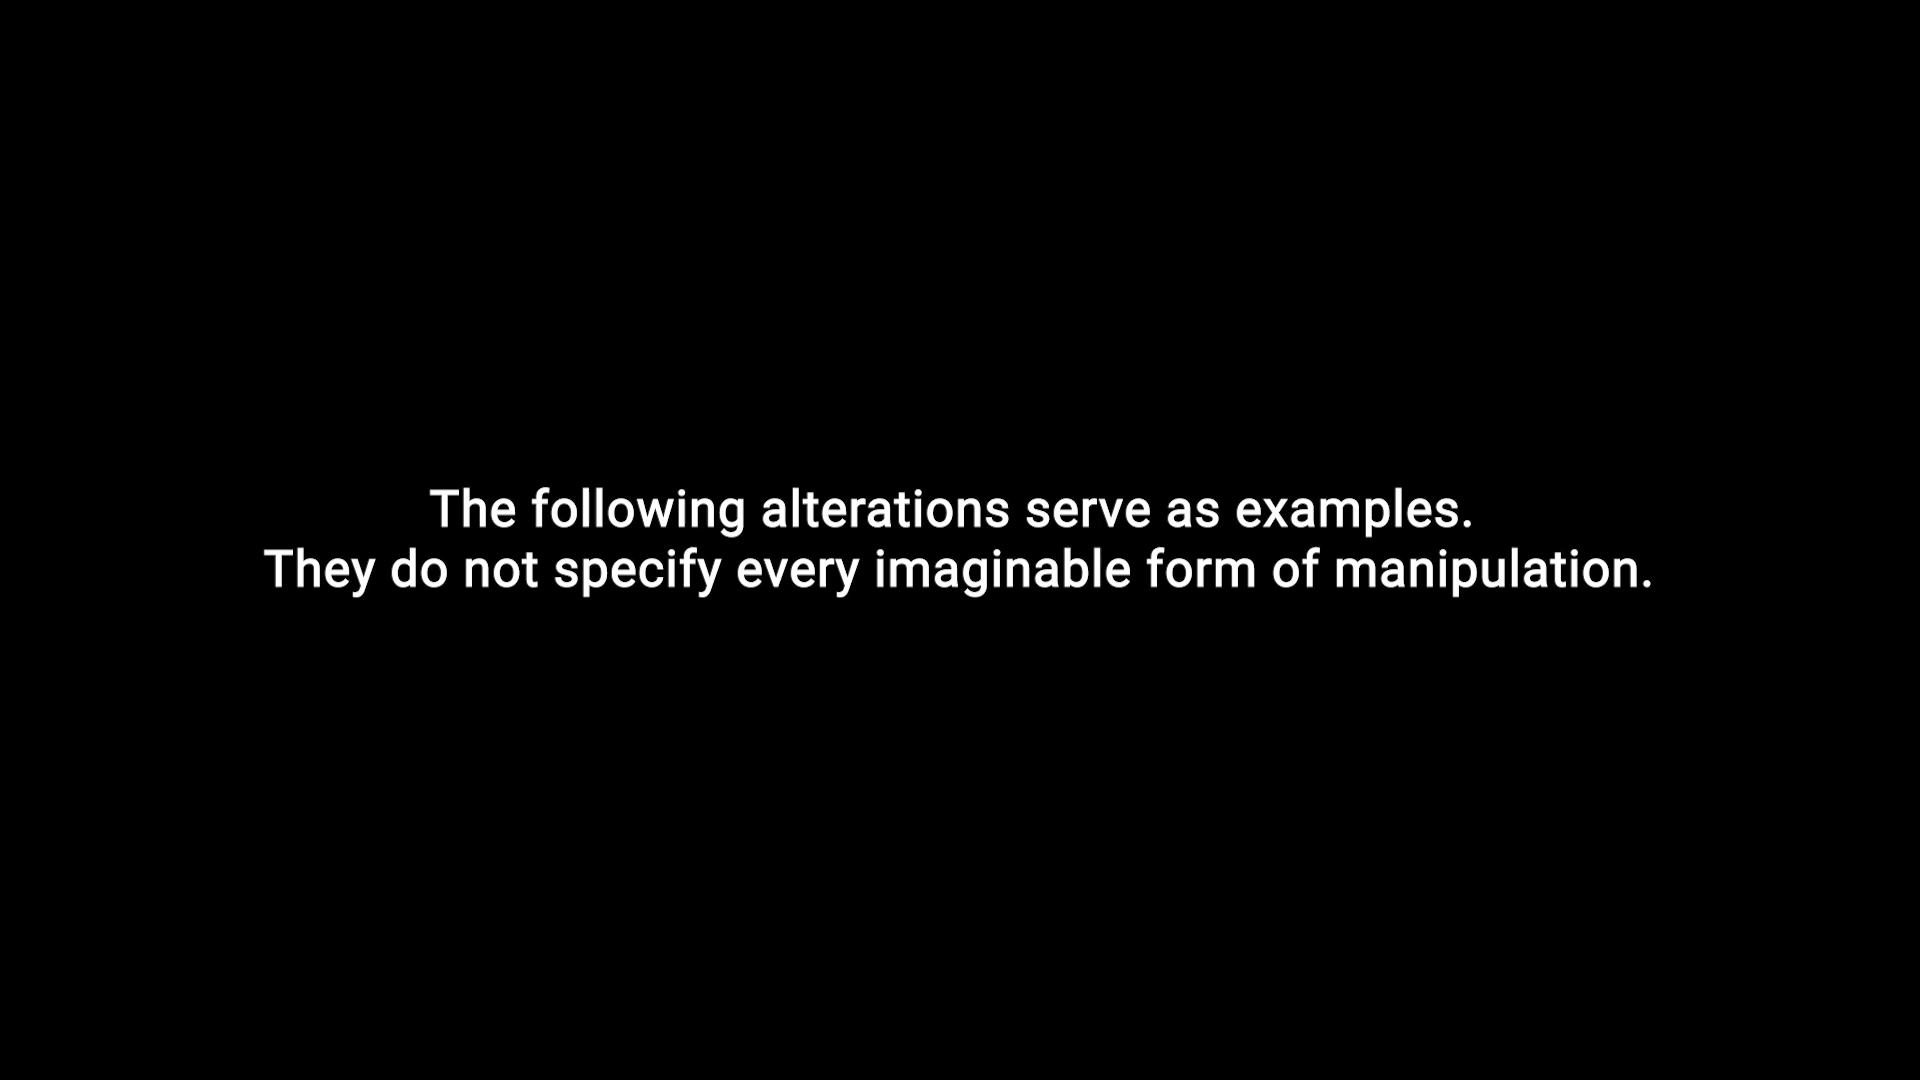 The following alterations serve as examples.
They do not specify every imaginable form of manipulation.